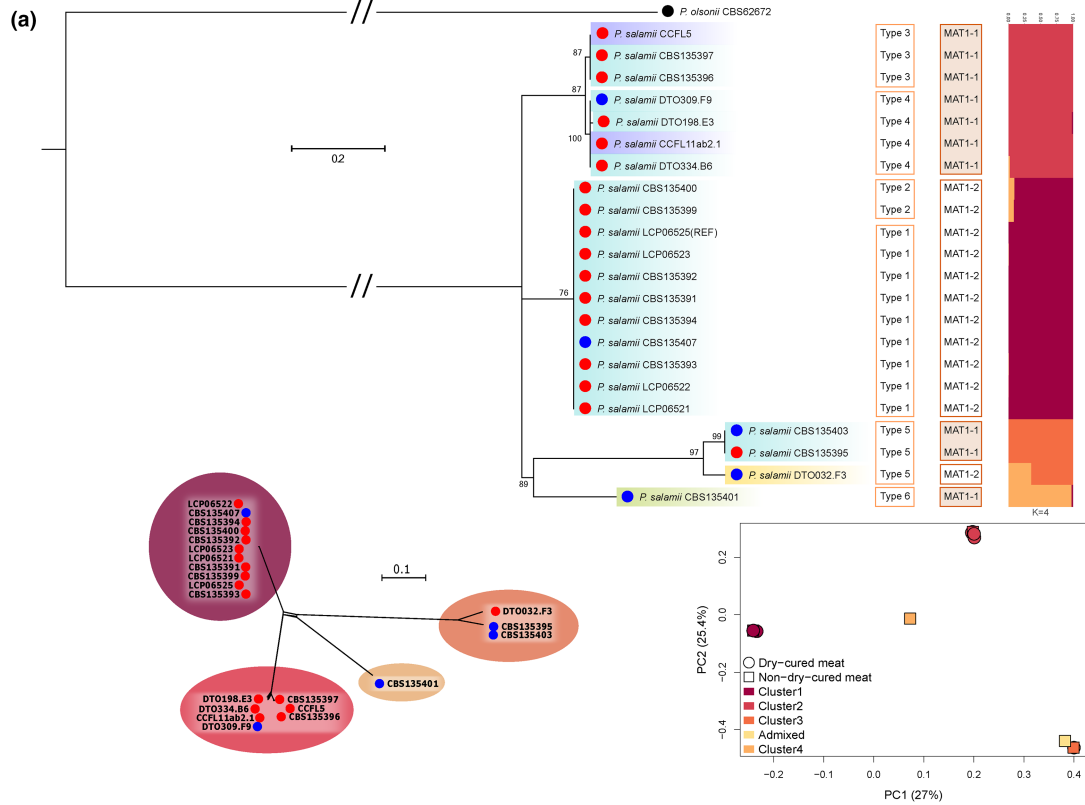 (a)
P. olsonii CBS62672
0.00 0.25 0.50 0.75 1.00
P. salamii CCFL5 Type 3 MAT1-1
P. salamii CBS135397 Type 3 MAT1-1
P. salamii CBS135396 Type 3 MAT1-1
P. salamii DTO309.F9 Type 4 MAT1-1
P. salamii DTO198.E3 Type 4 MAT1-1
P. salamii CCFL11ab2.1 Type 4 MAT1-1
P. salamii DTO334.B6 Type 4 MAT1-1
P. salamii CBS135400 Type 2 MAT1-2
P. salamii CBS135399 Type 2 MAT1-2
P. salamii LCP06525(REF) Type 1 MAT1-2
P. salamii LCP06523 Type 1 MAT1-2
P. salamii CBS135392 Type 1 MAT1-2
P. salamii CBS135391 Type 1 MAT1-2
P. salamii CBS135394 Type 1 MAT1-2
P. salamii CBS135407 Type 1 MAT1-2
P. salamii CBS135393 Type 1 MAT1-2
P. salamii LCP06522 Type 1 MAT1-2
P. salamii LCP06521 Type 1 MAT1-2
P. salamii CBS135403 Type 5 MAT1-1
P. salamii CBS135395 Type 5 MAT1-1
P. salamii DTO032.F3 Type 5 MAT1-2
P. salamii CBS135401 Type 6 MAT1-1
K=4
87
87
100
76
99
97
89
02
LCP06522
CBS135407
CBS135394
CBS135400
CBS135392
LCP06523
LCP06521
CBS135391
CBS135399
LCP06525
CBS135393
0.1
DTO032.F3
CBS135395
CBS135403
CBS135401
DTO198.E3 CBS135397
DTO334.B6 CCFL5
CCFL11ab2.1 CBS135396
DTO309.F9
PC2 (25.4%)
0.2
0.0
−0.2
−0.4
Dry−cured meat
Non−dry−cured meat
Cluster1
Cluster2
Cluster3
Admixed
Cluster4
−0.2 −0.1 0.0 0.1 0.2 0.3 0.4
PC1 (27%)